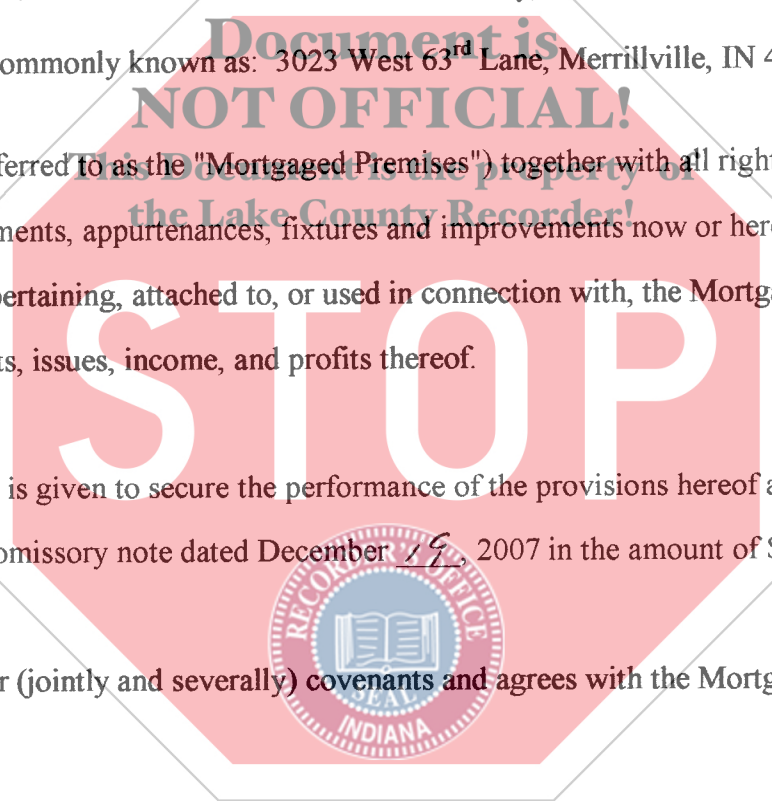 Document is
ommonly known as: 3023 West 63rd Lane, Merrillville, IN 4
NOT OFFICIAL!
ferred to as the "Mortgaged Premises") together with all right
This Document is the property of
the Lake County Recorder!
ments, appurtenances, fixtures and improvements now or here
pertaining, attached to, or used in connection with, the Mortga
ts, issues, income, and profits thereof.
STOP
is given to secure the performance of the provisions hereof a
omissory note dated December 19, 2007 in the amount of $
RECORDER'S OFFICE
r (jointly and severally) covenants and agrees with the Mortg
SEAL
INDIANA